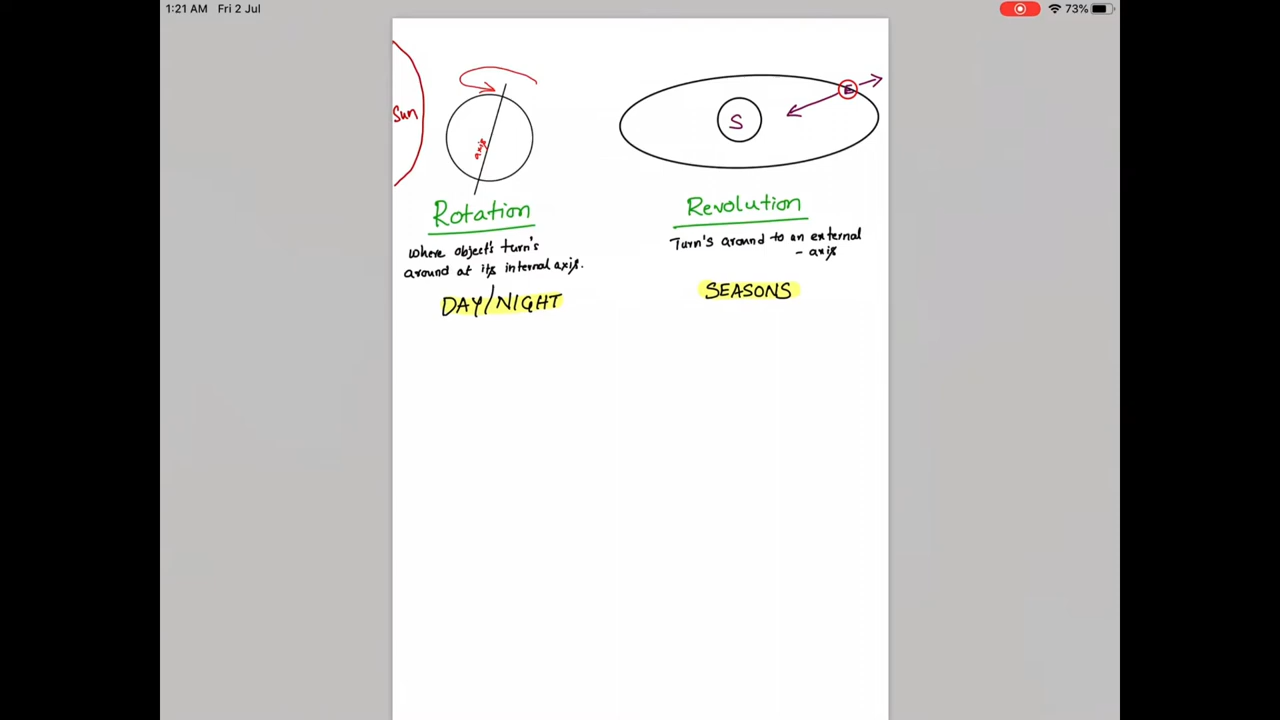 1:21 AM Fri 2 Jul
73%
Sun
axis
Rotation
Where object's turn's
around at its internal axis.
DAY/NIGHT
S
E
Revolution
Turn's around to an external
- axis
SEASONS